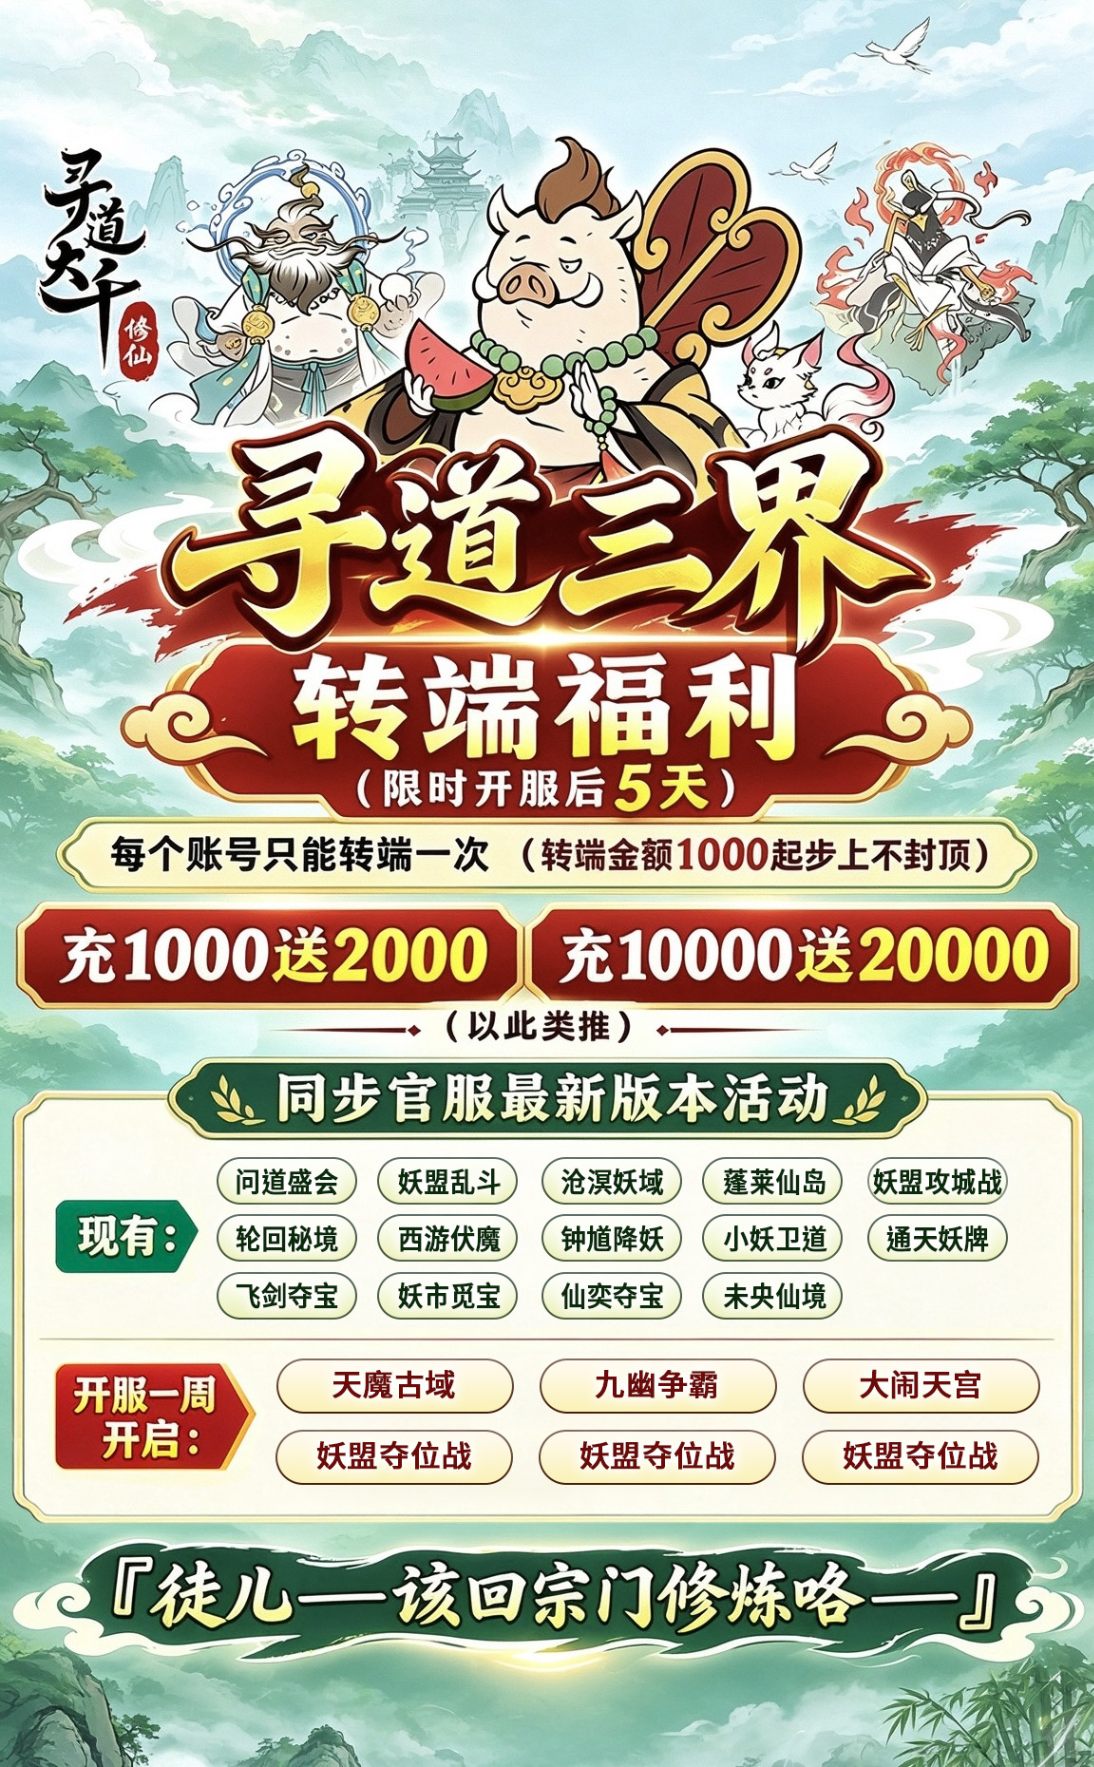 寻道大千
修仙
寻道三界
转端福利
（限时开服后5天）
每个账号只能转端一次 （转端金额1000起步上不封顶）
充1000送2000 充10000送20000
（以此类推）
同步官服最新版本活动
现有：
问道盛会 妖盟乱斗 沧溟妖域 蓬莱仙岛 妖盟攻城战
轮回秘境 西游伏魔 钟馗降妖 小妖卫道 通天妖牌
飞剑夺宝 妖市觅宝 仙奕夺宝 未央仙境
开服一周
开启：
天魔古域 九幽争霸 大闹天宫
妖盟夺位战 妖盟夺位战 妖盟夺位战
『徒儿——该回宗门修炼咯——』